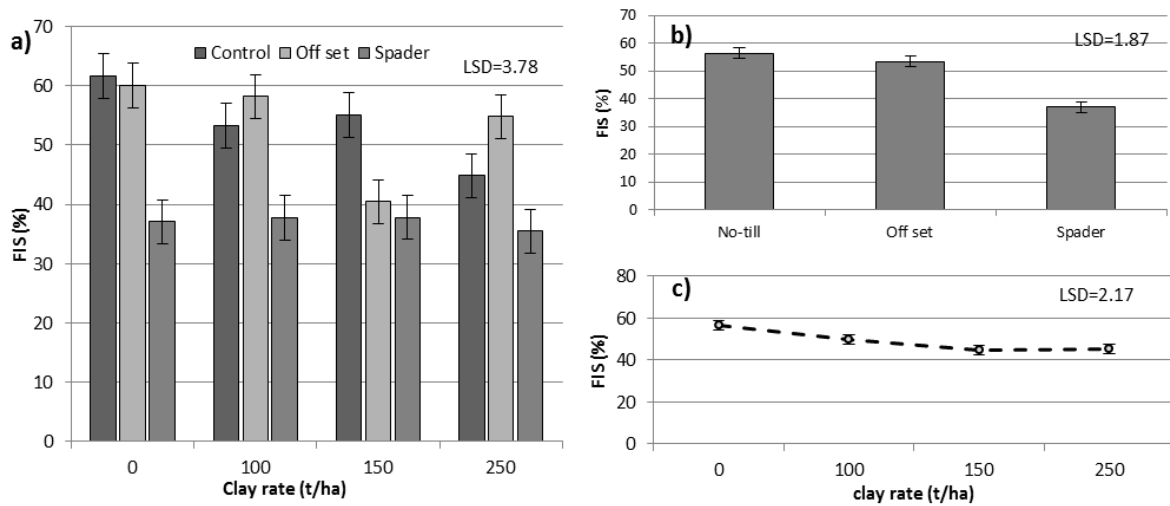 a)
Control Off set Spader
LSD=3.78
70
60
50
40
30
20
10
0
FIS (%)
0 100 150 250
Clay rate (t/ha)
b)
LSD=1.87
70
60
50
40
30
20
10
0
FIS (%)
No-till Off set Spader
c)
LSD=2.17
80
60
40
20
0
FIS (%)
0 100 150 250
clay rate (t/ha)